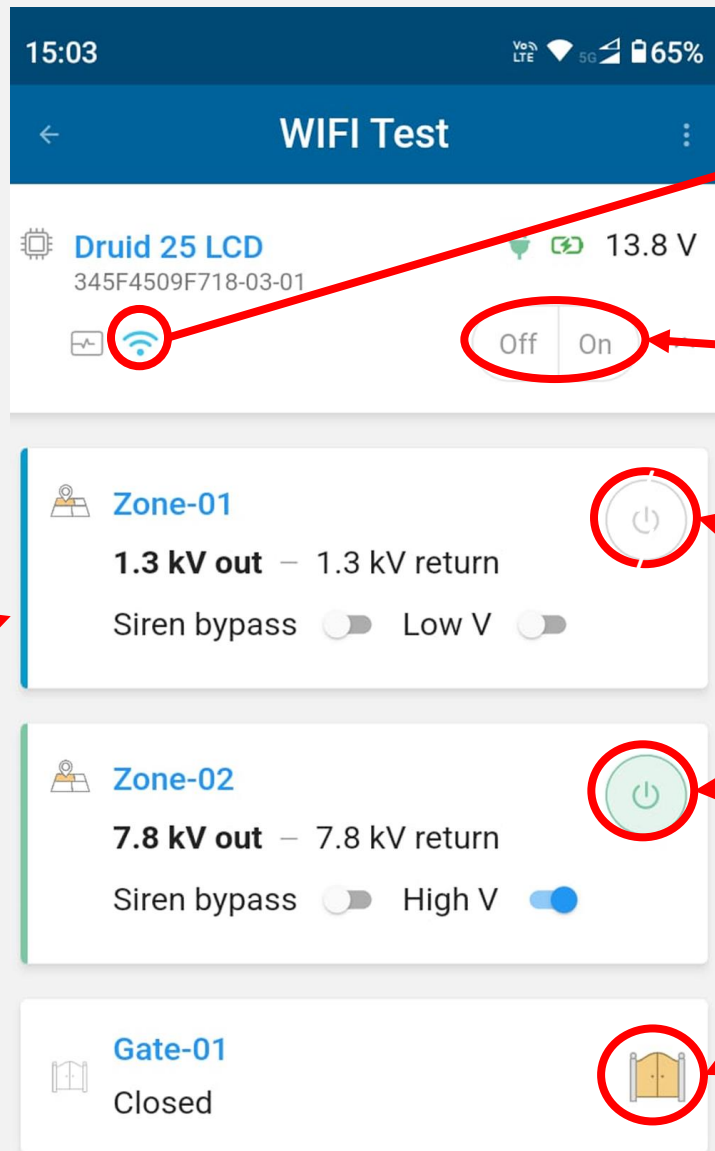 15:03 VoLTE 5G 65%
WIFI Test
Druid 25 LCD 13.8 V
345F4509F718-03-01
Off On
Zone-01
1.3 kV out – 1.3 kV return
Siren bypass Low V
Zone-02
7.8 kV out – 7.8 kV return
Siren bypass High V
Gate-01
Closed